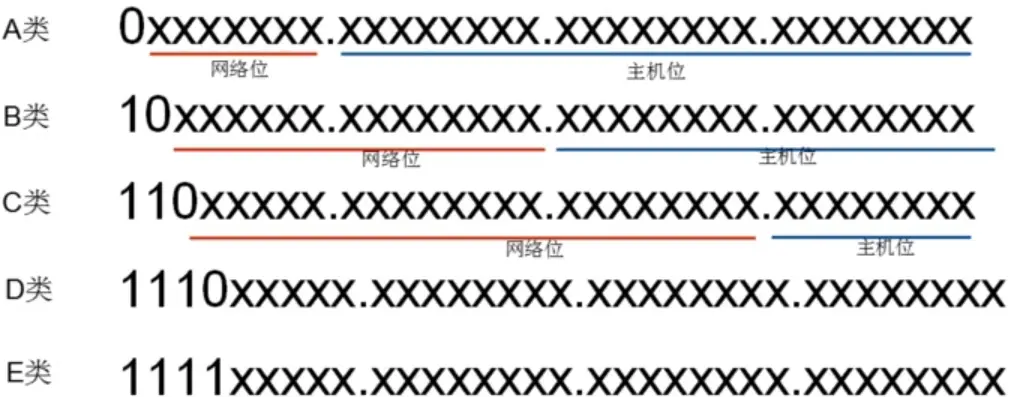 A类 0xxxxxxx.xxxxxxxx.xxxxxxxx.xxxxxxxx
网络位 主机位
B类 10xxxxxx.xxxxxxxx.xxxxxxxx.xxxxxxxx
网络位 主机位
C类 110xxxxx.xxxxxxxx.xxxxxxxx.xxxxxxxx
网络位 主机位
D类 1110xxxxx.xxxxxxxx.xxxxxxxx.xxxxxxxx
E类 1111xxxxx.xxxxxxxx.xxxxxxxx.xxxxxxxx